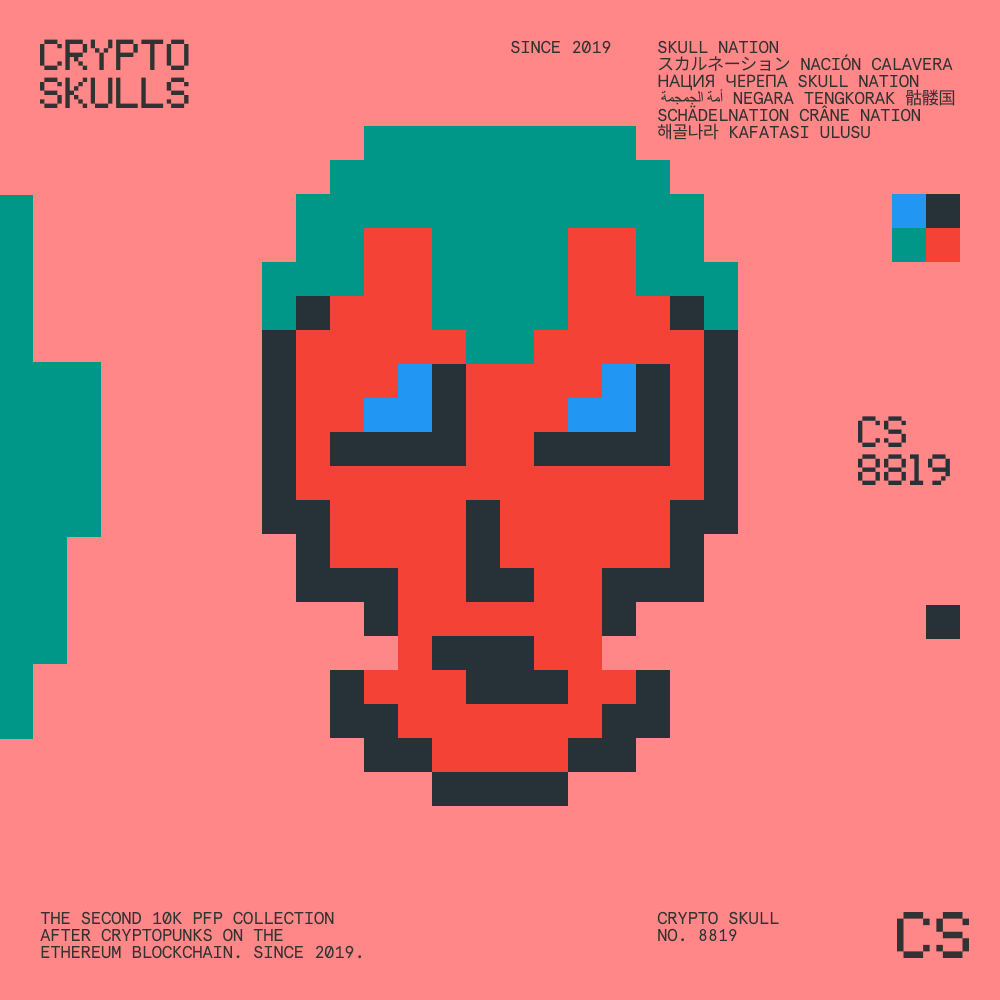 CRYPTO
SKULLS
SINCE 2019
SKULL NATION
スカルネーション NACIÓN CALAVERA
НАЦИЯ ЧЕРЕПА SKULL NATION
أمة الجمجمة NEGARA TENGKORAK 骷髅国
SCHÄDELNATION CRÂNE NATION
해골나라 KAFATASI ULUSU
CS
8819
THE SECOND 10K PFP COLLECTION
AFTER CRYPTOPUNKS ON THE
ETHEREUM BLOCKCHAIN. SINCE 2019.
CRYPTO SKULL
NO. 8819
CS